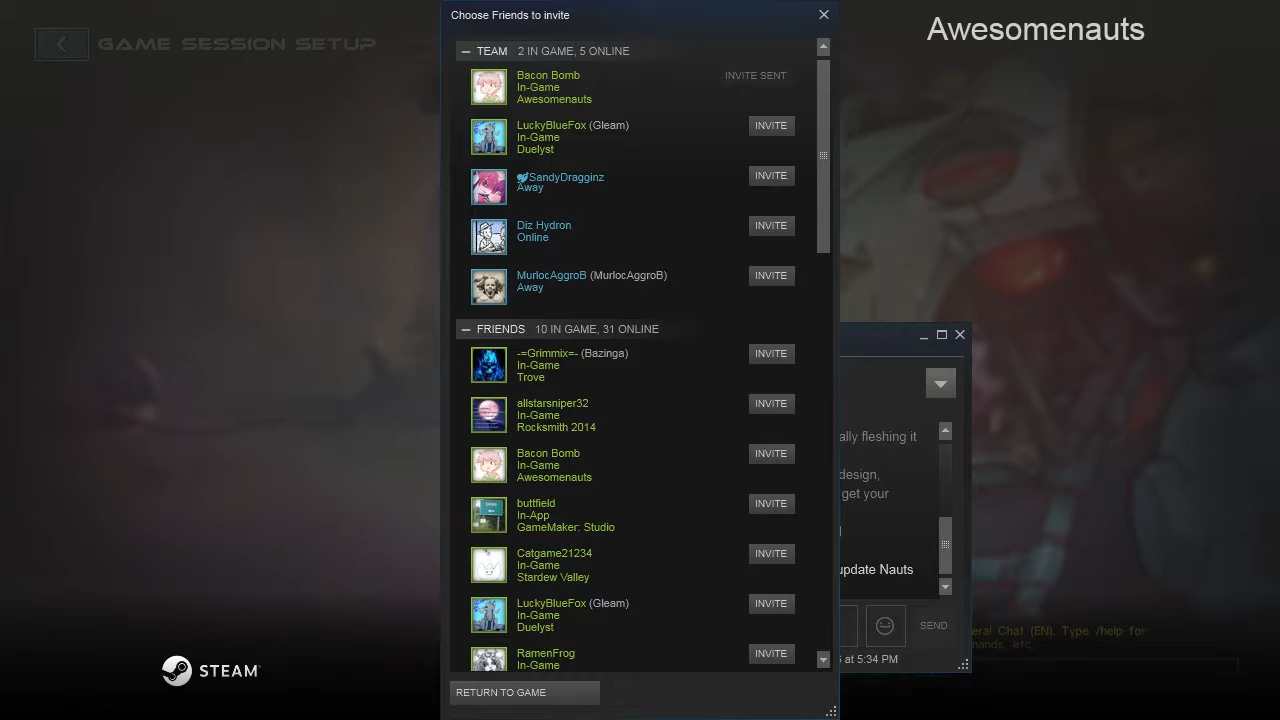 Choose Friends to invite
GAME SESSION SETUP
Awesomenauts
TEAM 2 IN GAME, 5 ONLINE
Bacon Bomb
In-Game
Awesomenauts
INVITE SENT
LuckyBlueFox (Gleam)
In-Game
Duelyst
INVITE
SandyDragginz
Away
INVITE
Diz Hydron
Online
INVITE
MurlocAggroB (MurlocAggroB)
Away
INVITE
FRIENDS 10 IN GAME, 31 ONLINE
-=Grimmix=- (Bazinga)
In-Game
Trove
INVITE
allstarsniper32
In-Game
Rocksmith 2014
INVITE
Bacon Bomb
In-Game
Awesomenauts
INVITE
buttfield
In-App
GameMaker: Studio
INVITE
Catgame21234
In-Game
Stardew Valley
INVITE
LuckyBlueFox (Gleam)
In-Game
Duelyst
INVITE
RamenFrog
In-Game
INVITE
RETURN TO GAME
ally fleshing it
design,
get your
update Nauts
SEND
eral Chat (EN). Type /help for
mands, etc.
at 5:34 PM
STEAM